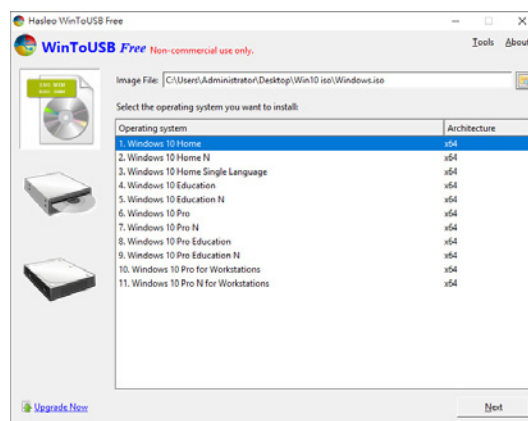 Hasleo WinToUSB Free
WinToUSB Free Non-commercial use only.
Tools About
Image File: C:\Users\Administrator\Desktop\Win10 iso\Windows.iso
Select the operating system you want to install:
Operating system Architecture
1. Windows 10 Home x64
2. Windows 10 Home N x64
3. Windows 10 Home Single Language x64
4. Windows 10 Education x64
5. Windows 10 Education N x64
6. Windows 10 Pro x64
7. Windows 10 Pro N x64
8. Windows 10 Pro Education x64
9. Windows 10 Pro Education N x64
10. Windows 10 Pro for Workstations x64
11. Windows 10 Pro N for Workstations x64
Upgrade Now Next